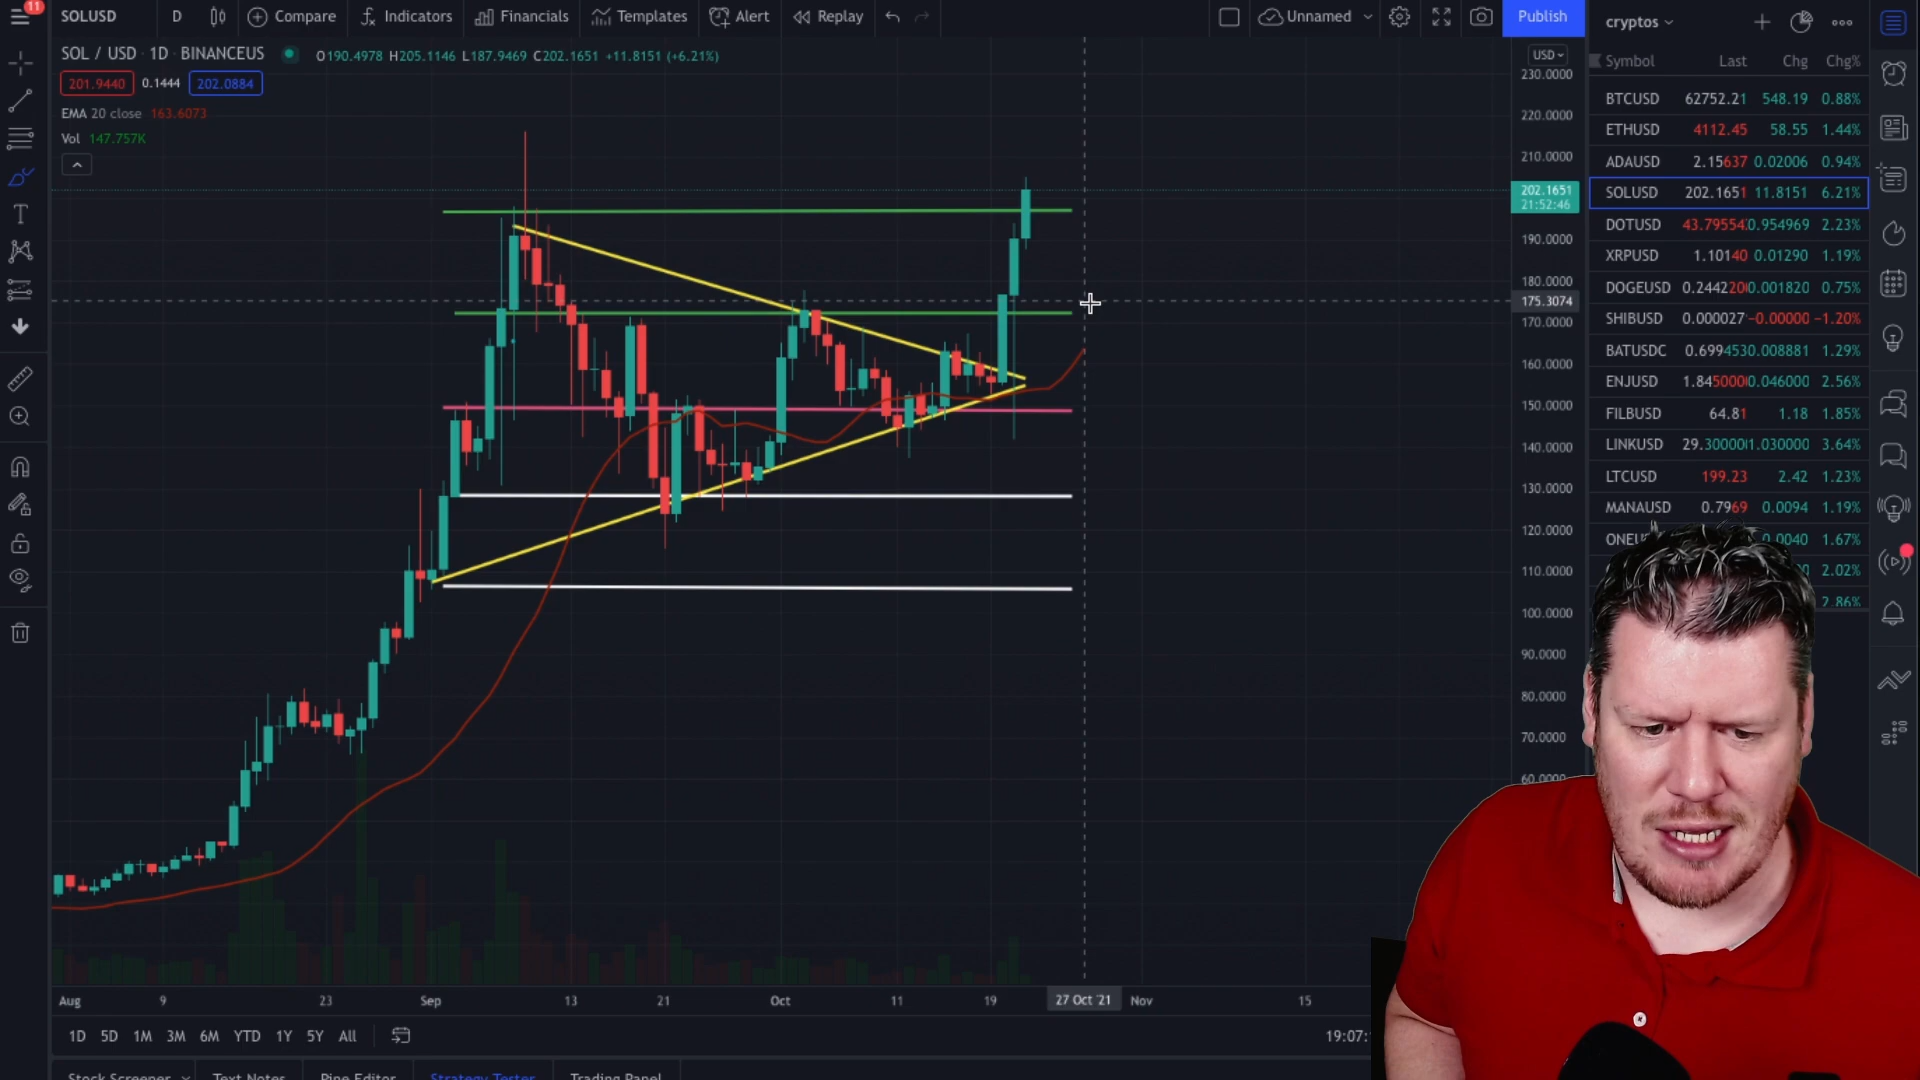 11
SOLUSD D Compare Indicators Financials Templates Alert Replay Unnamed Publish
SOL / USD · 1D · BINANCEUS O190.4978 H205.1146 L187.9469 C202.1651 +11.8151 (+6.21%)
201.9440 0.1444 202.0884
EMA 20 close 163.6073
Vol 147.757K
USD
230.0000
220.0000
210.0000
202.1651
21:52:46
190.0000
180.0000
175.3074
170.0000
160.0000
150.0000
140.0000
130.0000
120.0000
110.0000
100.0000
90.0000
80.0000
70.0000
60.0000
Aug 9 23 Sep 13 21 Oct 11 19 27 Oct '21 Nov 15
1D 5D 1M 3M 6M YTD 1Y 5Y All 19:07:
Stock Screener Text Notes Pine Editor Strategy Tester Trading Panel
cryptos
Symbol Last Chg Chg%
BTCUSD 62752.21 548.19 0.88%
ETHUSD 4112.45 58.55 1.44%
ADAUSD 2.15637 0.02006 0.94%
SOLUSD 202.1651 11.8151 6.21%
DOTUSD 43.79554 0.954969 2.23%
XRPUSD 1.10140 0.01290 1.19%
DOGEUSD 0.244220 0.001820 0.75%
SHIBUSD 0.000027 -0.00000 -1.20%
BATUSDC 0.699453 0.008881 1.29%
ENJUSD 1.845000 0.046000 2.56%
FILBUSD 64.81 1.18 1.85%
LINKUSD 29.30000 1.030000 3.64%
LTCUSD 199.23 2.42 1.23%
MANAUSD 0.7969 0.0094 1.19%
0.0040 1.67%
2.02%
2.86%